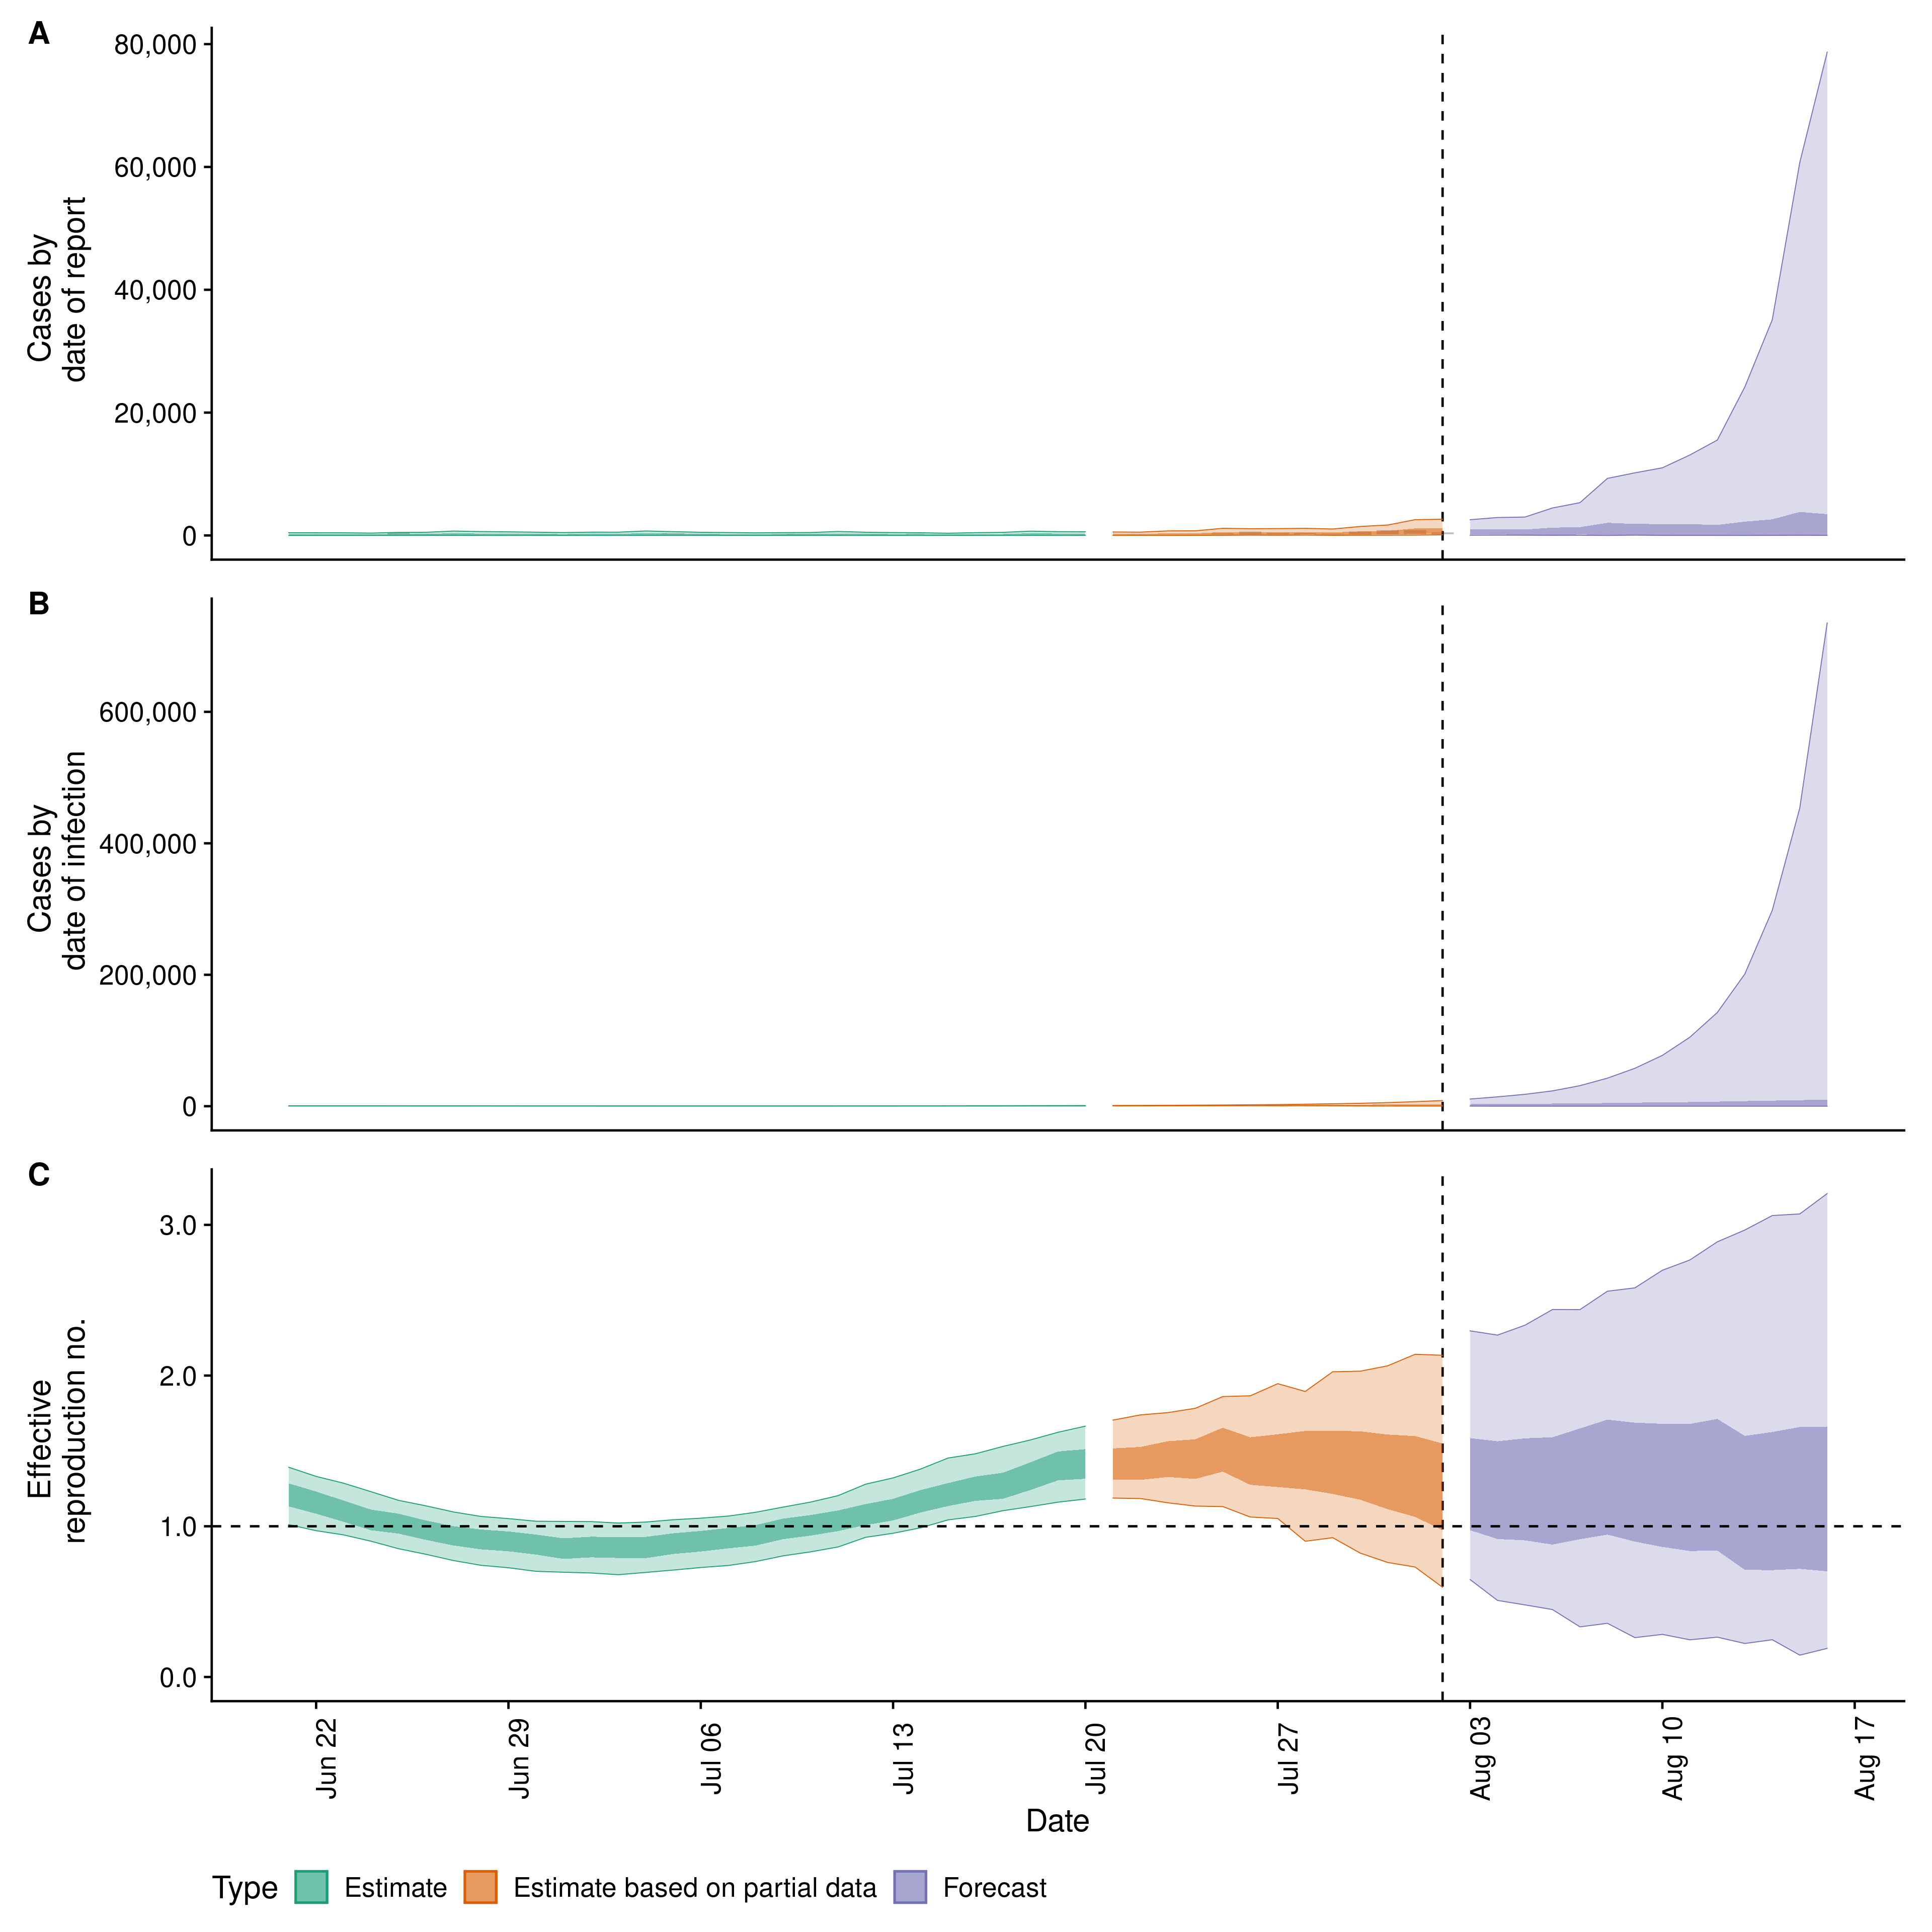 A
80,000
60,000
40,000
20,000
0
Cases by
date of report
B
600,000
400,000
200,000
0
Cases by
date of infection
C
3.0
2.0
1.0
0.0
Effective
reproduction no.
Jun 22
Jun 29
Jul 06
Jul 13
Jul 20
Jul 27
Aug 03
Aug 10
Aug 17
Date
Type Estimate Estimate based on partial data Forecast